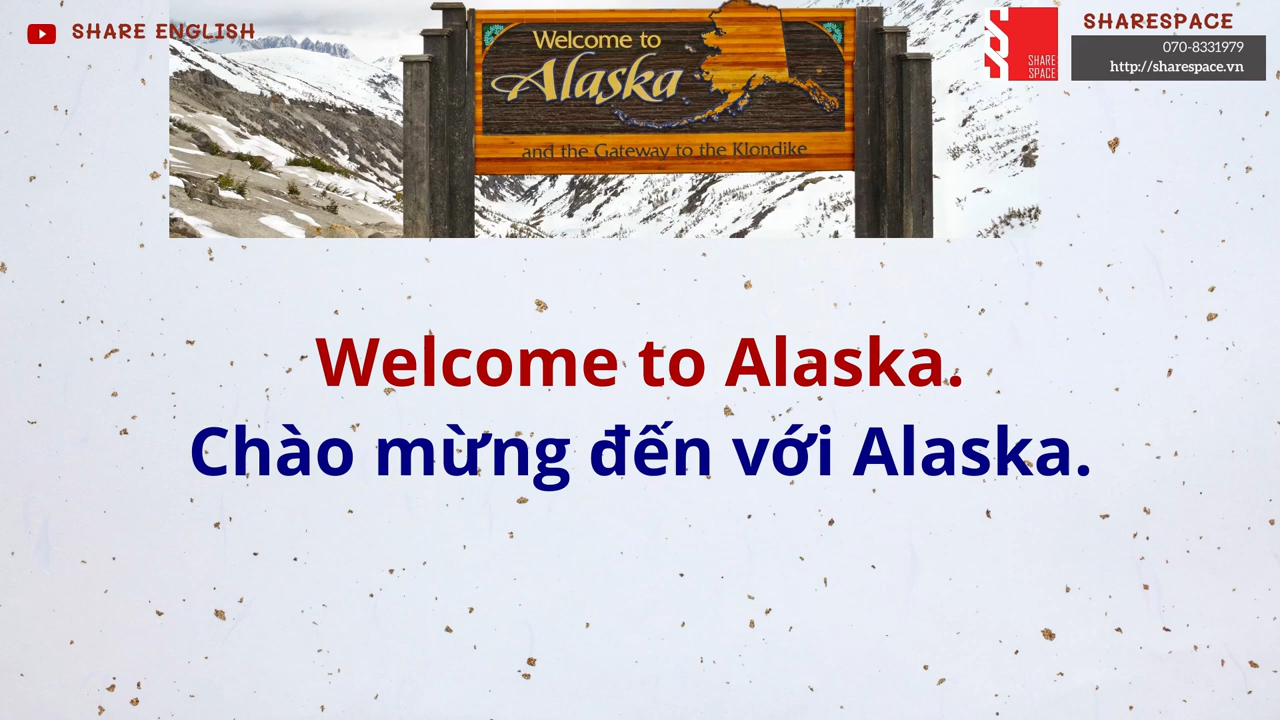 SHARE ENGLISH
Welcome to
Alaska
and the Gateway to the Klondike
SHARE
SPACE
SHARESPACE
070-8331979
http://sharespace.vn
Welcome to Alaska.
Chào mừng đến với Alaska.